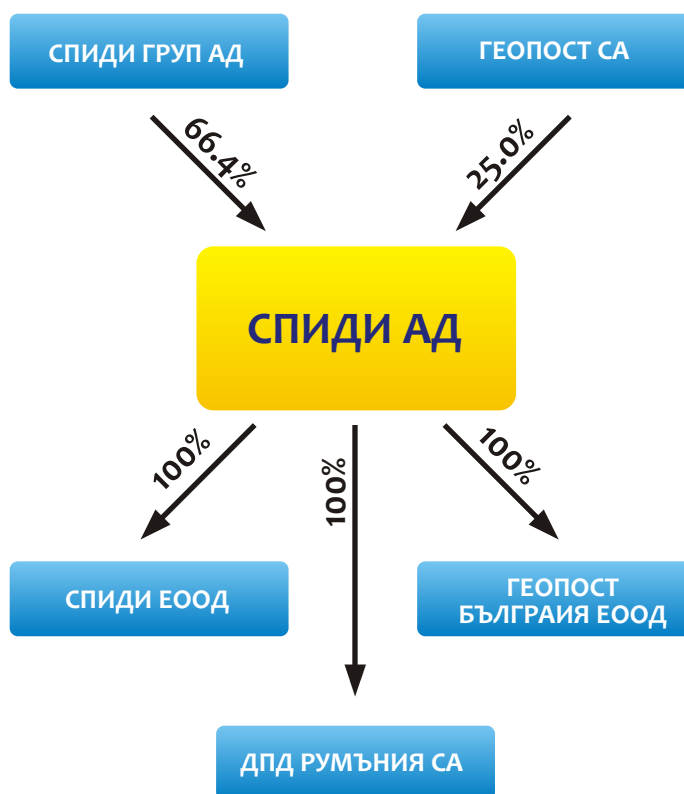 СПИДИ ГРУП АД
ГЕОПОСТ СА
66.4%
25.0%
СПИДИ АД
100%
100%
100%
СПИДИ ЕООД
ГЕОПОСТ
БЪЛГРАИЯ ЕООД
ДПД РУМЪНИЯ СА